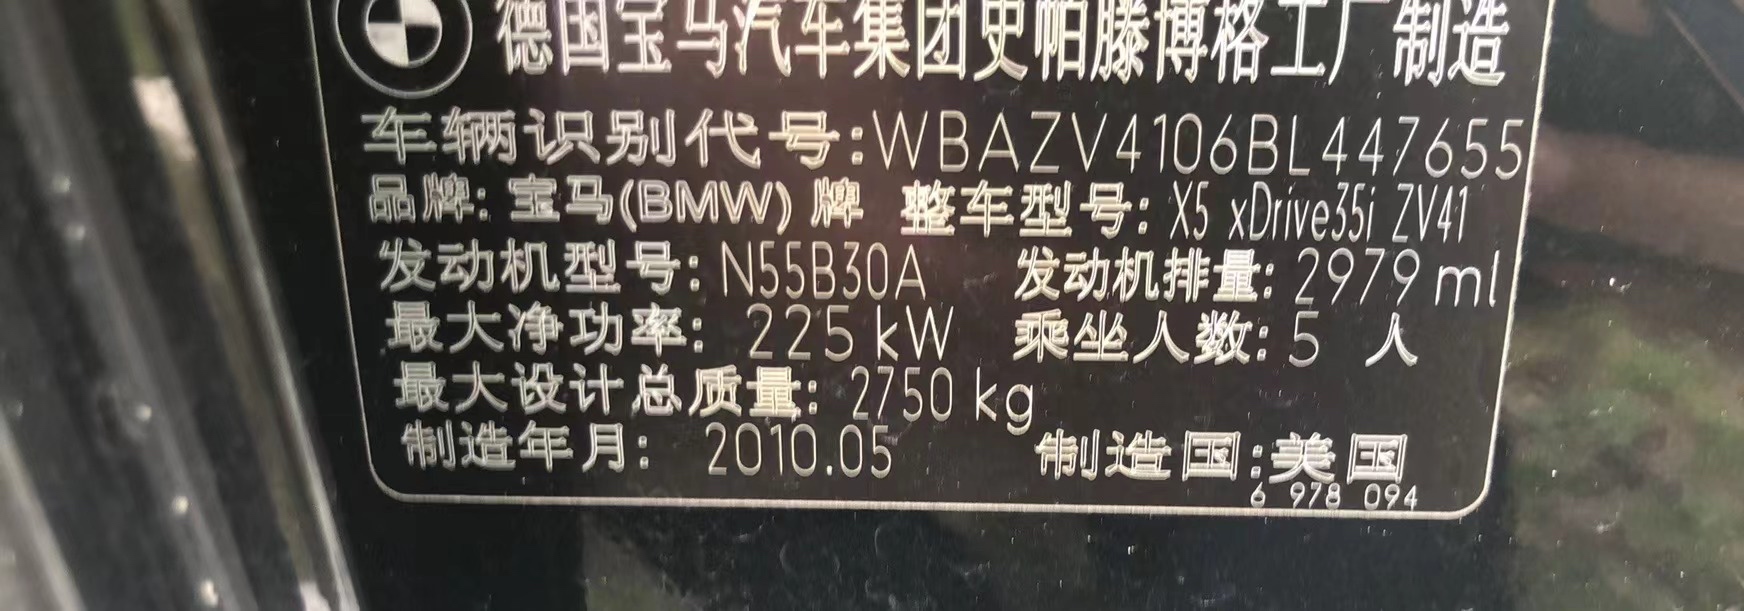 德国宝马汽车集团史帕滕博格工厂制造
车辆识别代号:WBAZV4106BL447655
品牌: 宝马(BMW) 牌 整车型号: X5 xDrive35i ZV41
发动机型号: N55B30A 发动机排量: 2979 ml
最大净功率: 225 kW 乘坐人数: 5 人
最大设计总质量: 2750 kg
制造年月: 2010.05 制造国:美国
6 978 094